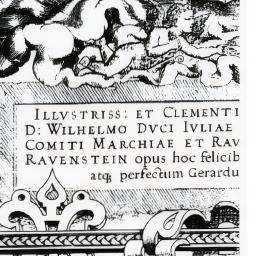 ILLVSTRISS: ET CLEMENTI
D: WILHELMO DVCI IVLIAE
COMITI MARCHIAE ET RAV
RAVENSTEIN opus hoc felicib
atq; perfectum Gerardu